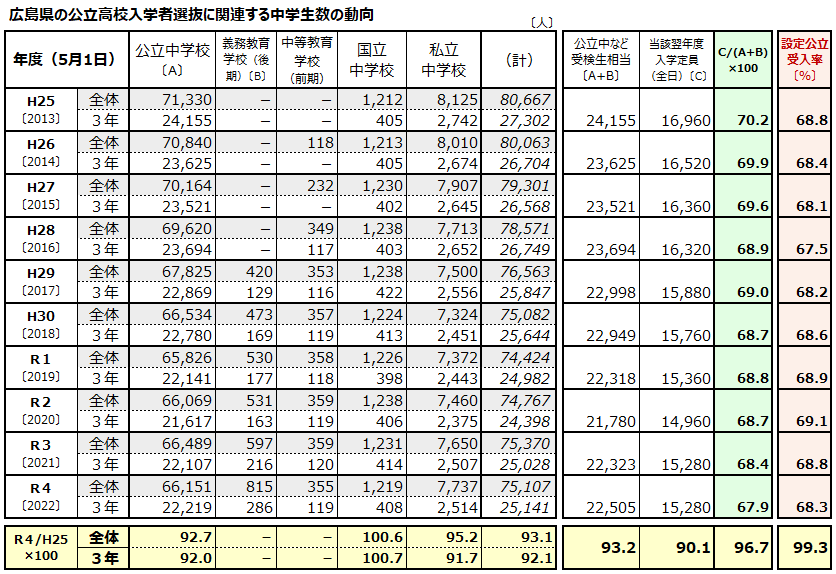 広島県の公立高校入学者選抜に関連する中学生数の動向
〔人〕
年度（5月1日） 公立中学校〔A〕 義務教育学校（後期）〔B〕 中等教育学校（前期） 国立中学校 私立中学校 （計） 公立中など受検生相当〔A+B〕 当該翌年度入学定員（全日）〔C〕 C/(A+B)×100 設定公立受入率〔%〕
H25〔2013〕 全体 71,330 － － 1,212 8,125 80,667
３年 24,155 － － 405 2,742 27,302 24,155 16,960 70.2 68.8
H26〔2014〕 全体 70,840 － 118 1,213 8,010 80,063
３年 23,625 － － 405 2,674 26,704 23,625 16,520 69.9 68.4
H27〔2015〕 全体 70,164 － 232 1,230 7,907 79,301
３年 23,521 － － 402 2,645 26,568 23,521 16,360 69.6 68.1
H28〔2016〕 全体 69,620 － 349 1,238 7,713 78,571
３年 23,694 － 117 403 2,652 26,749 23,694 16,320 68.9 67.5
H29〔2017〕 全体 67,825 420 353 1,238 7,500 76,563
３年 22,869 129 116 422 2,556 25,847 22,998 15,880 69.0 68.2
H30〔2018〕 全体 66,534 473 357 1,224 7,324 75,082
３年 22,780 169 119 413 2,451 25,644 22,949 15,760 68.7 68.6
R1〔2019〕 全体 65,826 530 358 1,226 7,372 74,424
３年 22,141 177 118 398 2,443 24,982 22,318 15,360 68.8 68.9
R2〔2020〕 全体 66,069 531 359 1,238 7,460 74,767
３年 21,617 163 119 406 2,375 24,398 21,780 14,960 68.7 69.1
R3〔2021〕 全体 66,489 597 359 1,231 7,650 75,370
３年 22,107 216 120 414 2,507 25,028 22,323 15,280 68.4 68.8
R4〔2022〕 全体 66,151 815 355 1,219 7,737 75,107
３年 22,219 286 119 408 2,514 25,141 22,505 15,280 67.9 68.3
R4/H25×100 全体 92.7 － － 100.6 95.2 93.1 93.2 90.1 96.7 99.3
３年 92.0 － － 100.7 91.7 92.1